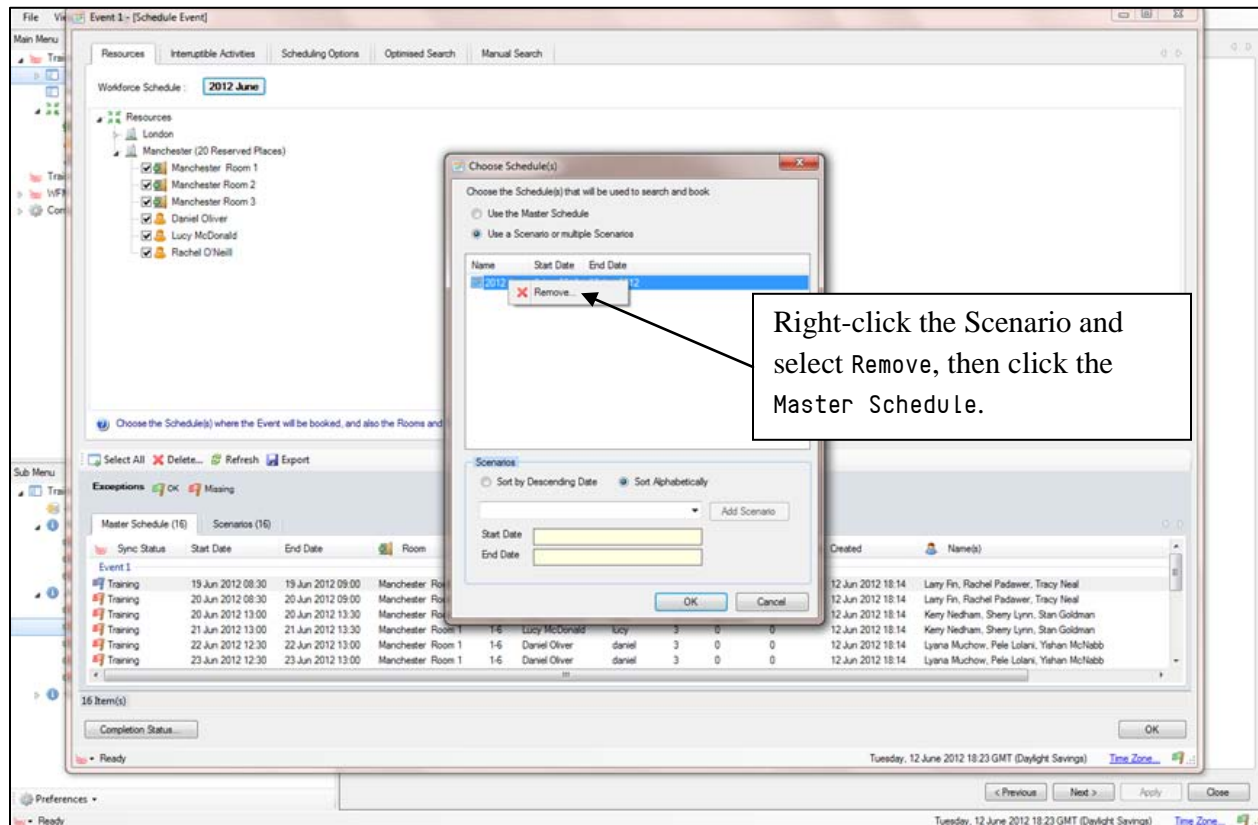 File
Event 1 - [Schedule Event]
Main Menu
Resources Interruptible Activities Scheduling Options Optimised Search Manual Search
Workforce Schedule : 2012 June
Resources
London
Manchester (20 Reserved Places)
Manchester Room 1
Manchester Room 2
Manchester Room 3
Daniel Oliver
Lucy McDonald
Rachel O'Neill
Choose the Schedule(s) where the Event will be booked, and also the Rooms and
Choose Schedule(s)
Choose the Schedule(s) that will be used to search and book
Use the Master Schedule
Use a Scenario or multiple Scenarios
Name Start Date End Date
2012
Remove...
Right-click the Scenario and
select Remove, then click the
Master Schedule.
Scenarios
Sort by Descending Date Sort Alphabetically
Add Scenario
Start Date
End Date
OK Cancel
Select All Delete... Refresh Export
Sub Menu
Exceptions OK Missing
Master Schedule (16) Scenarios (16)
Sync Status Start Date End Date Room Created Name(s)
Event 1
Training 19 Jun 2012 08:30 19 Jun 2012 09:00 Manchester 12 Jun 2012 18:14 Larry Fin, Rachel Padawer, Tracy Neal
Training 20 Jun 2012 08:30 20 Jun 2012 09:00 Manchester 12 Jun 2012 18:14 Larry Fin, Rachel Padawer, Tracy Neal
Training 20 Jun 2012 13:00 20 Jun 2012 13:30 Manchester 12 Jun 2012 18:14 Kerry Nedham, Sherry Lynn, Stan Goldman
Training 21 Jun 2012 13:00 21 Jun 2012 13:30 Manchester Room 1 1-6 Lucy McDonald lucy 3 0 0 12 Jun 2012 18:14 Kerry Nedham, Sherry Lynn, Stan Goldman
Training 22 Jun 2012 12:30 22 Jun 2012 13:00 Manchester Room 1 1-6 Daniel Oliver daniel 3 0 0 12 Jun 2012 18:14 Lyana Muchow, Pele Lolani, Yishan McNabb
Training 23 Jun 2012 12:30 23 Jun 2012 13:00 Manchester Room 1 1-6 Daniel Oliver daniel 3 0 0 12 Jun 2012 18:14 Lyana Muchow, Pele Lolani, Yishan McNabb
16 Item(s)
Completion Status... OK
Ready Tuesday, 12 June 2012 18:23 GMT (Daylight Savings) Time Zone...
< Previous Next > Apply Close
Preferences
Ready Tuesday, 12 June 2012 18:23 GMT (Daylight Savings) Time Zone...